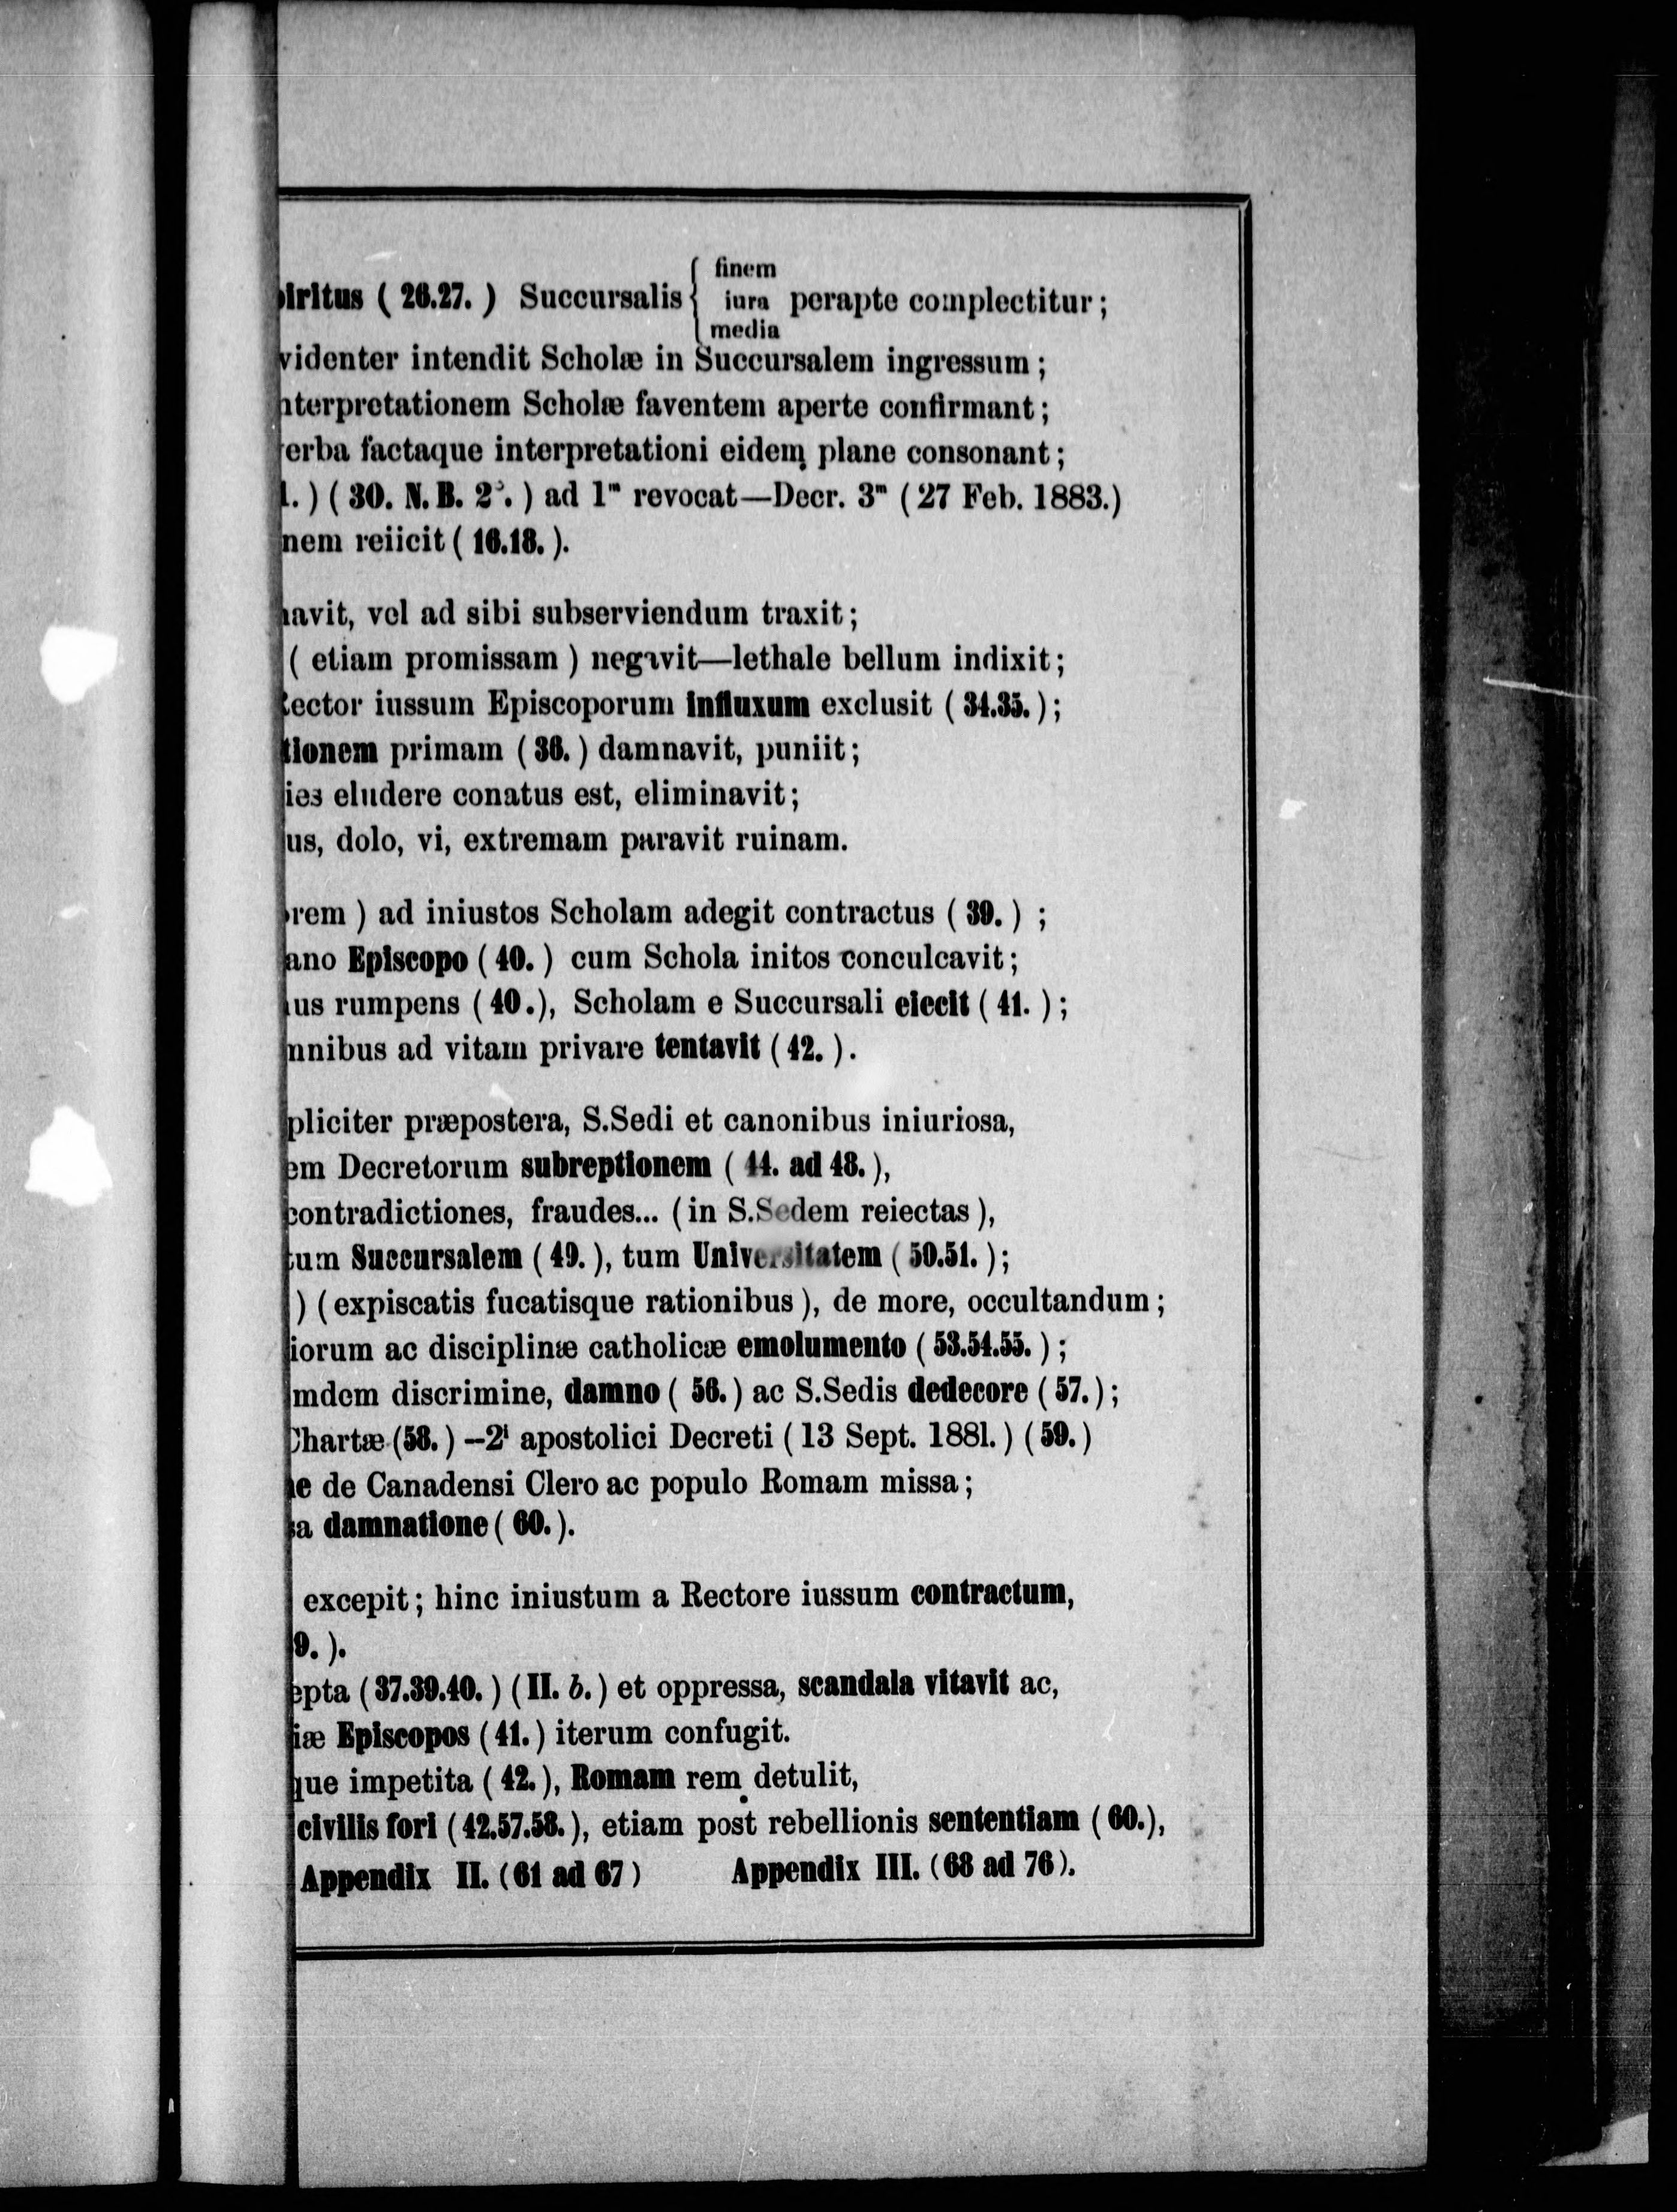 piritus ( 26.27. ) Succursalis { finem iura media perapte complectitur ;
videnter intendit Scholæ in Succursalem ingressum ;
nterpretationem Scholæ faventem aperte confirmant ;
verba factaque interpretationi eidem plane consonant ;
1. ) ( 30. N. B. 2°. ) ad 1ᵐ revocat—Decr. 3ᵐ ( 27 Feb. 1883.)
nem reiicit ( 16.18. ).
navit, vel ad sibi subserviendum traxit ;
( etiam promissam ) negavit—lethale bellum indixit ;
Rector iussum Episcoporum influxum exclusit ( 34.35. ) ;
tionem primam ( 36. ) damnavit, puniit ;
ies eludere conatus est, eliminavit ;
us, dolo, vi, extremam paravit ruinam.
rem ) ad iniustos Scholam adegit contractus ( 39. ) ;
ano Episcopo ( 40. ) cum Schola initos conculcavit ;
us rumpens ( 40. ), Scholam e Succursali eiecit ( 41. ) ;
mnibus ad vitam privare tentavit ( 42. ).
pliciter præpostera, S.Sedi et canonibus iniuriosa,
em Decretorum subreptionem ( 44. ad 48. ),
contradictiones, fraudes... ( in S.Sedem reiectas ),
tum Succursalem ( 49. ), tum Universitatem ( 50.51. ) ;
) ( expiscatis fucatisque rationibus ), de more, occultandum ;
iorum ac disciplinæ catholicæ emolumento ( 53.54.55. ) ;
mdem discrimine, damno ( 56. ) ac S.Sedis dedecore ( 57. ) ;
Chartæ (58. ) –2ⁱ apostolici Decreti ( 13 Sept. 1881. ) ( 59. )
e de Canadensi Clero ac populo Romam missa ;
sa damnatione ( 60. ).
excepit ; hinc iniustum a Rectore iussum contractum,
9. ).
epta ( 37.39.40. ) ( II. b. ) et oppressa, scandala vitavit ac,
iæ Episcopos ( 41. ) iterum confugit.
que impetita ( 42. ), Romam rem detulit,
civilis fori ( 42.57.58. ), etiam post rebellionis sententiam ( 60. ),
Appendix II. ( 61 ad 67 ) Appendix III. ( 68 ad 76 ).